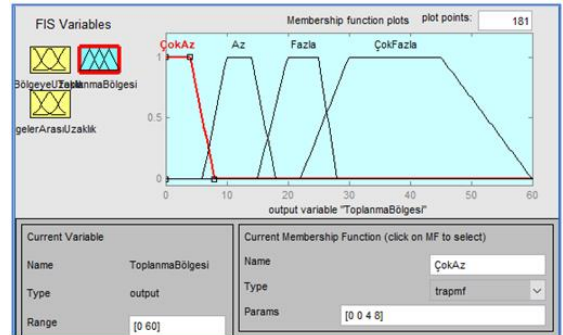 FIS Variables
Membership function plots plot points: 181
ÇokAz Az Fazla ÇokFazla
1
0.5
0
0 10 20 30 40 50 60
output variable "ToplanmaBölgesi"
ToplanmaBölgesi
gelerArasıUzaklık
Current Variable
Name ToplanmaBölgesi
Type output
Range [0 60]
Current Membership Function (click on MF to select)
Name ÇokAz
Type trapmf
Params [0 0 4 8]